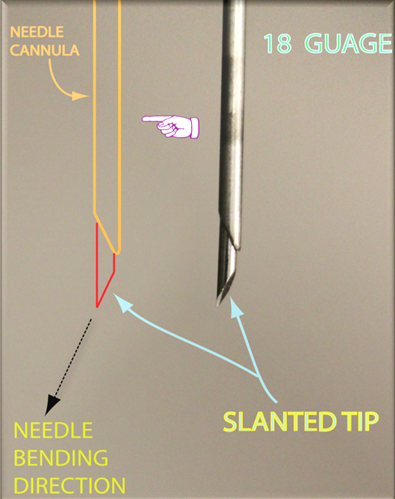 NEEDLE
CANNULA
18 GUAGE
SLANTED TIP
NEEDLE
BENDING
DIRECTION